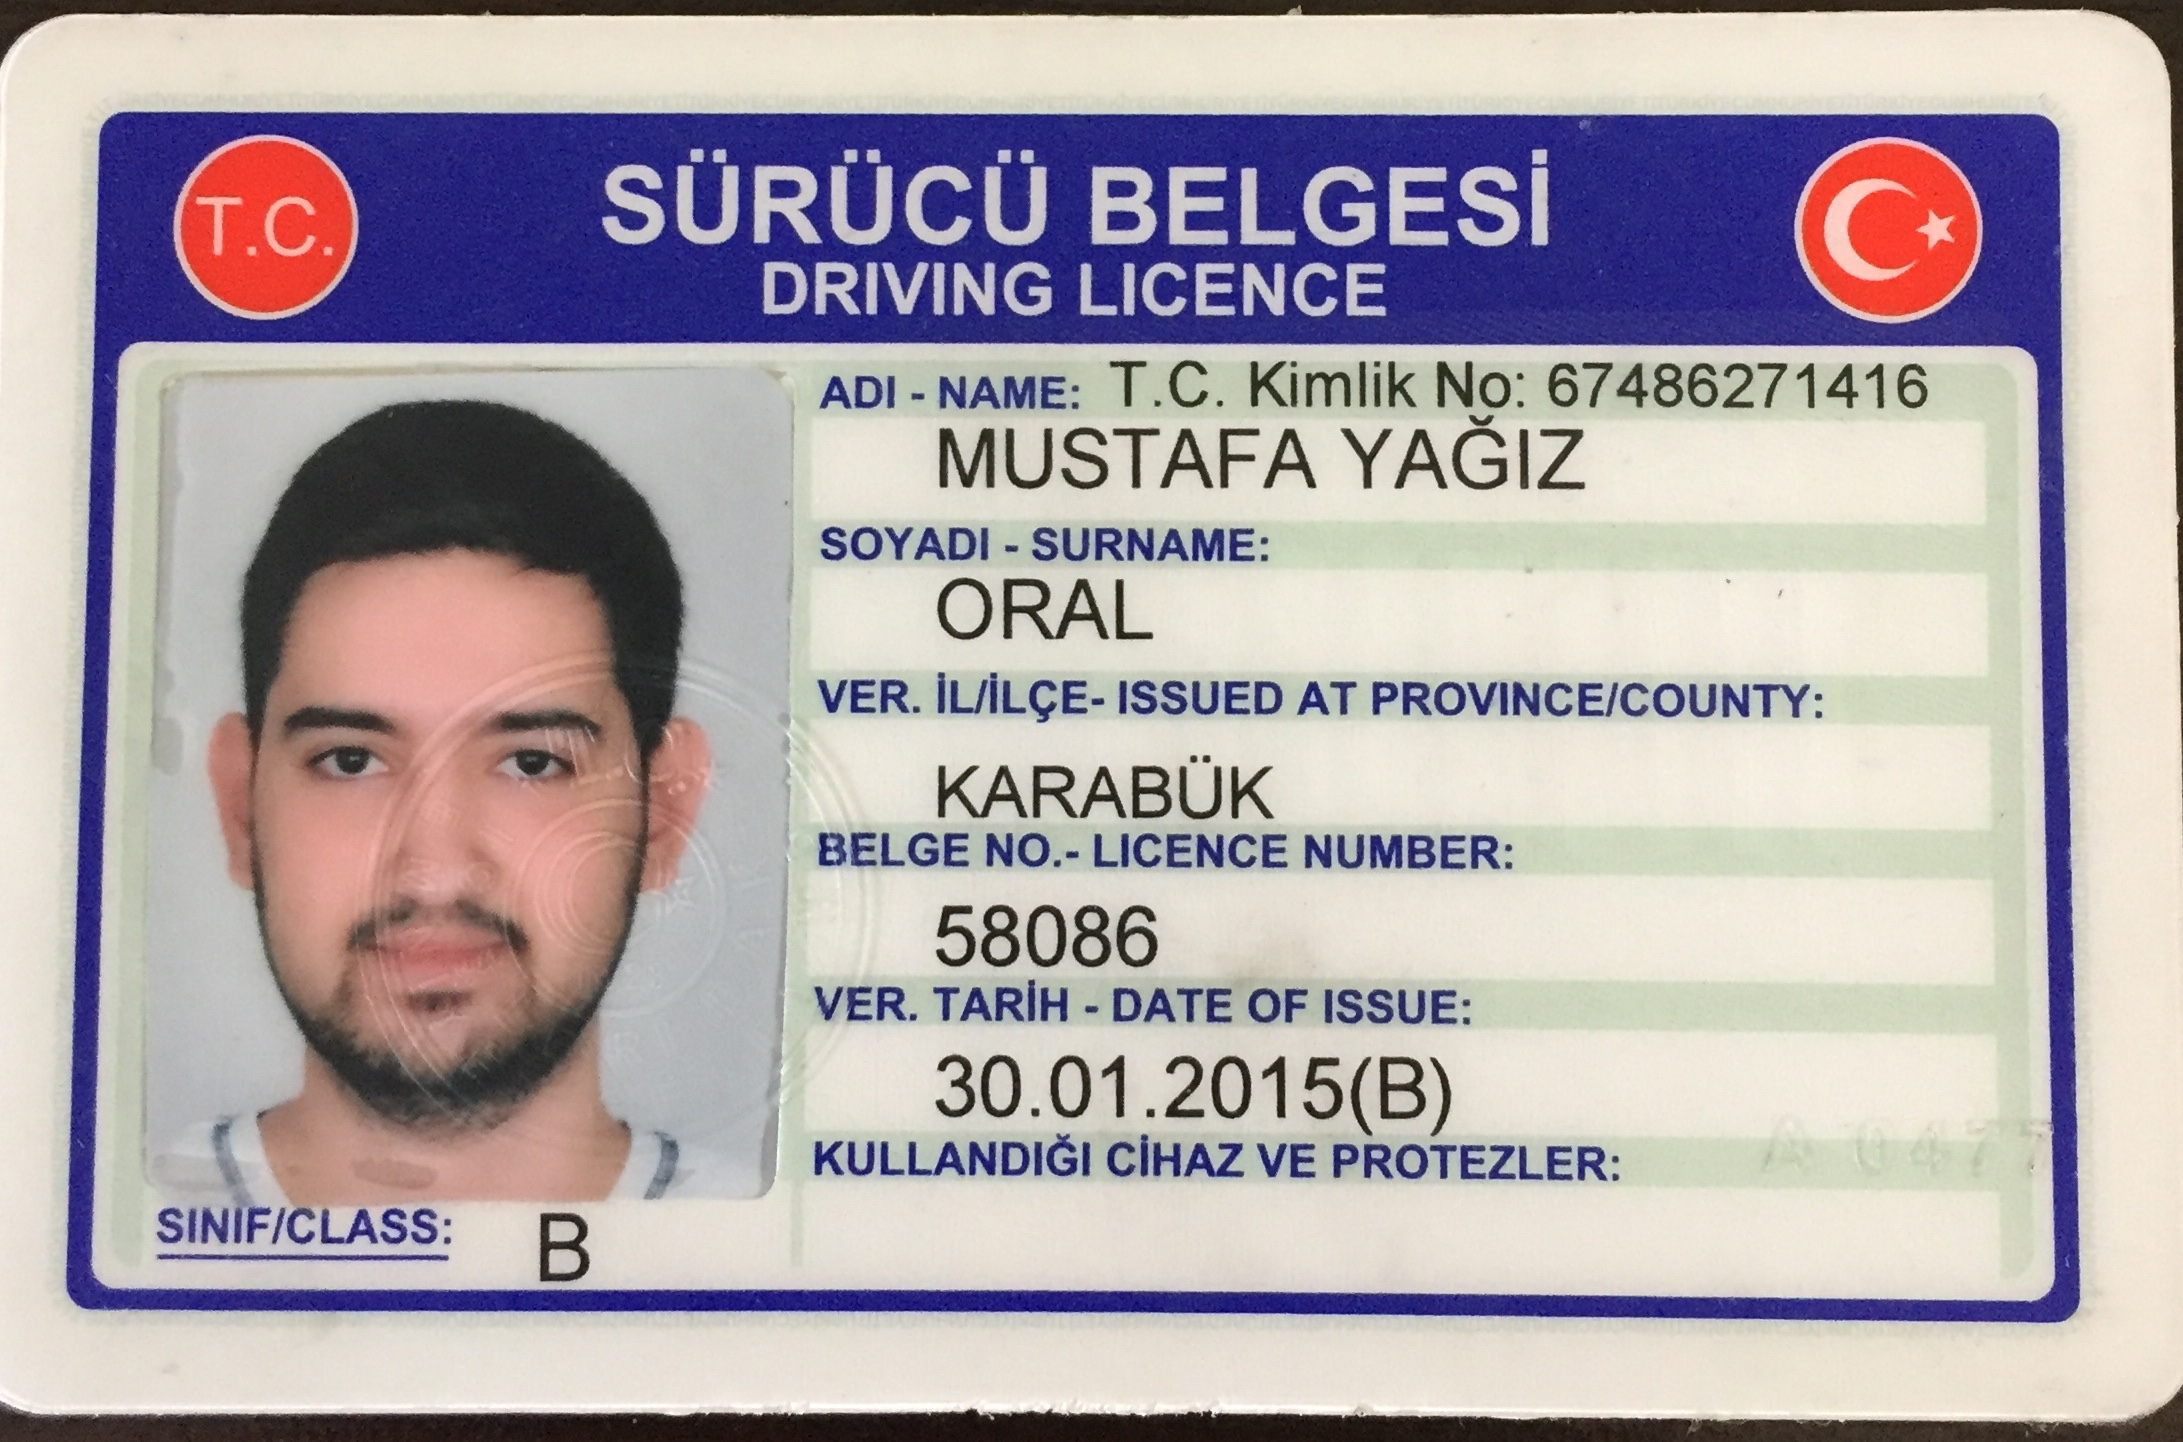 T.C.
SÜRÜCÜ BELGESİ
DRIVING LICENCE
ADI - NAME: T.C. Kimlik No: 67486271416
MUSTAFA YAĞIZ
SOYADI - SURNAME:
ORAL
VER. İL/İLÇE- ISSUED AT PROVINCE/COUNTY:
KARABÜK
BELGE NO.- LICENCE NUMBER:
58086
VER. TARİH - DATE OF ISSUE:
30.01.2015(B)
KULLANDIĞI CİHAZ VE PROTEZLER:
SINIF/CLASS: B